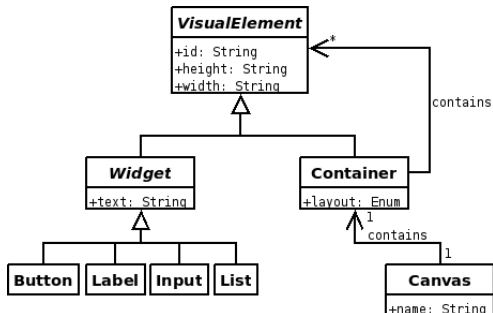 VisualElement
+id: String
+height: String
+width: String
*
contains
Widget
+text: String
Container
+layout: Enum
1
contains
1
Button
Label
Input
List
Canvas
+name: String